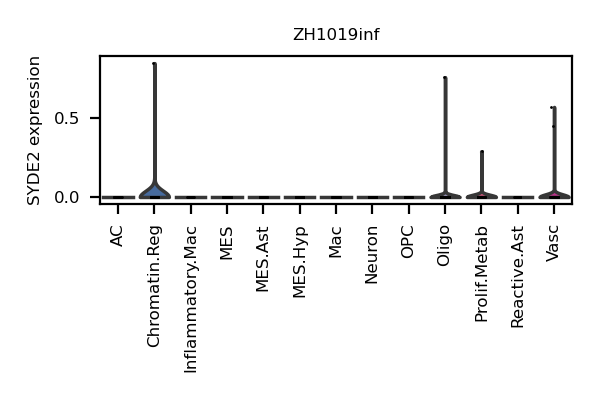 ZH1019inf
SYDE2 expression
0.5
0.0
AC
Chromatin.Reg
Inflammatory.Mac
MES
MES.Ast
MES.Hyp
Mac
Neuron
OPC
Oligo
Prolif.Metab
Reactive.Ast
Vasc